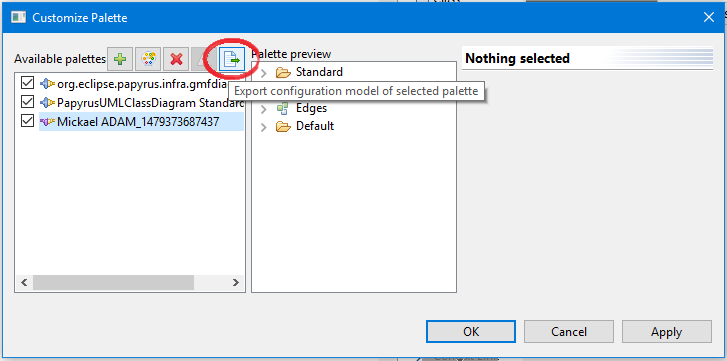 Customize Palette
Available palettes
Palette preview
Nothing selected
org.eclipse.papyrus.infra.gmfdia
PapyrusUMLClassDiagram Standard
Mickael ADAM_1479373687437
Standard
Export configuration model of selected palette
Edges
Default
OK
Cancel
Apply